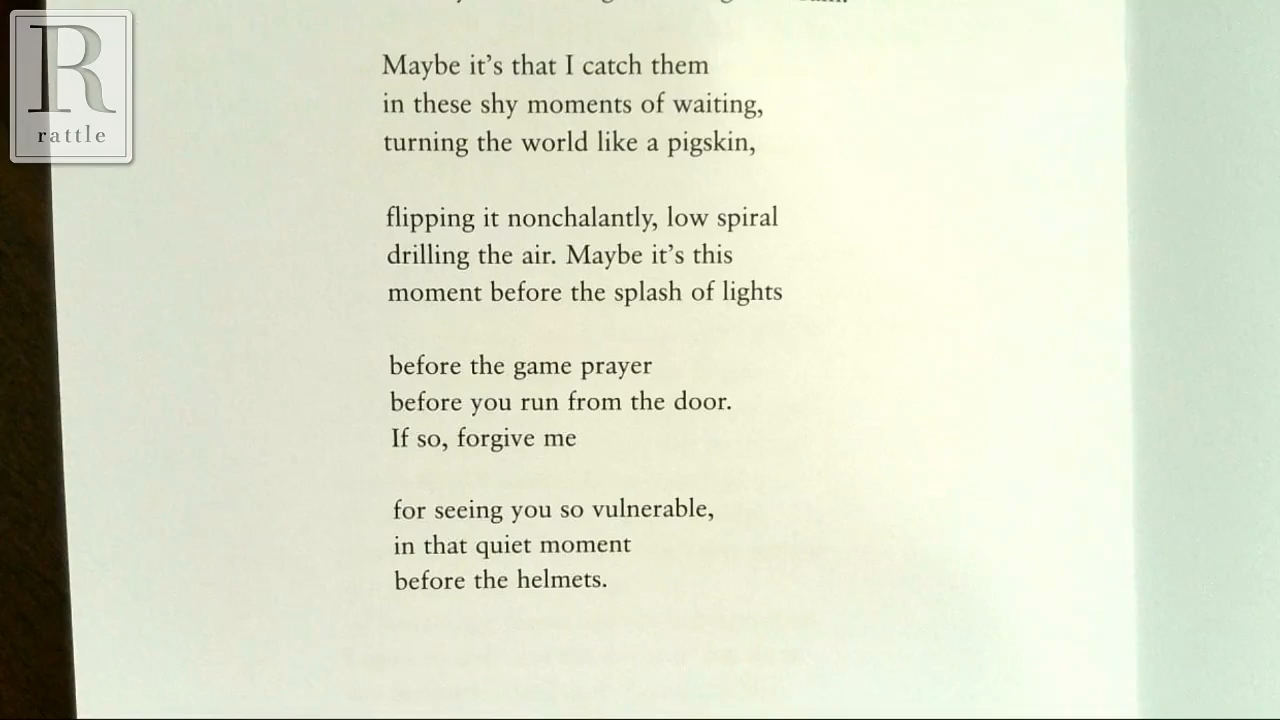 R
rattle
Maybe it's that I catch them
in these shy moments of waiting,
turning the world like a pigskin,
flipping it nonchalantly, low spiral
drilling the air. Maybe it's this
moment before the splash of lights
before the game prayer
before you run from the door.
If so, forgive me
for seeing you so vulnerable,
in that quiet moment
before the helmets.